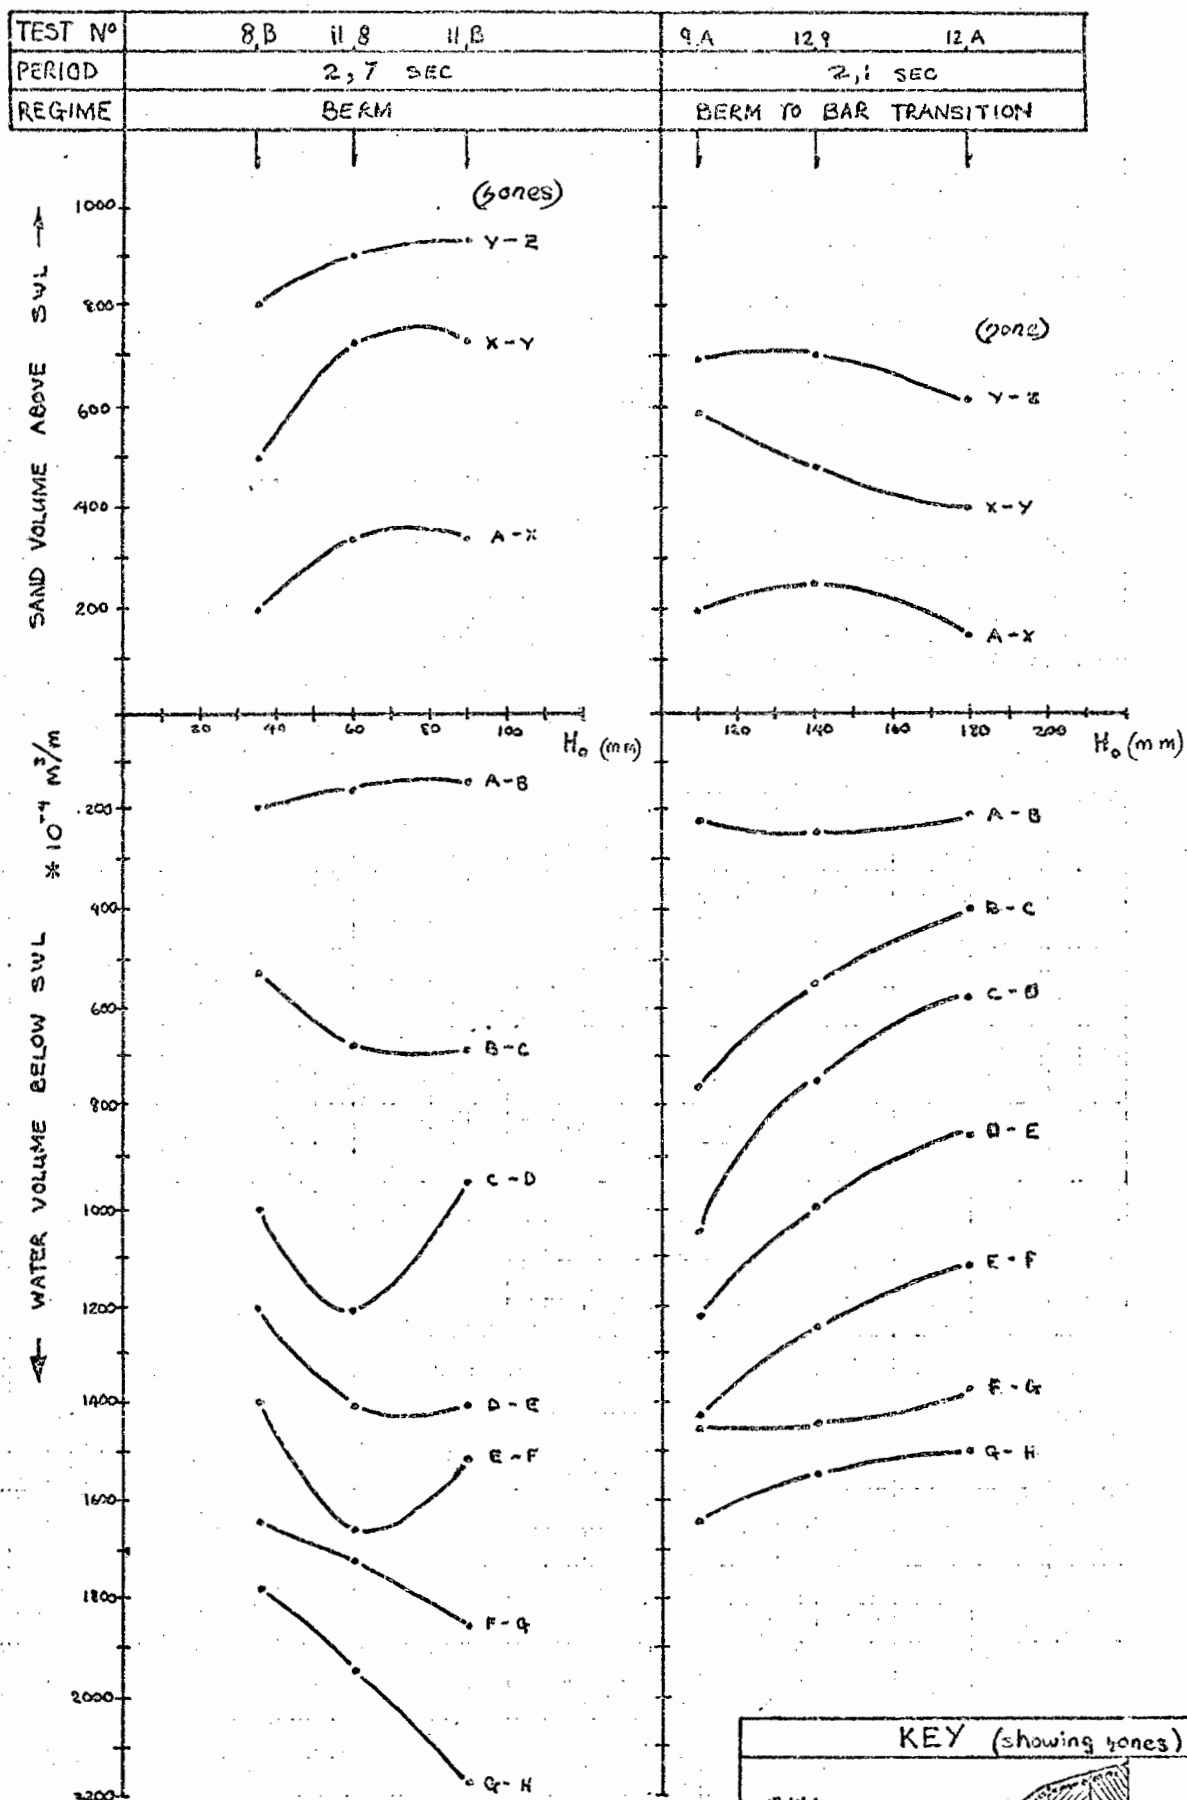 TEST Nº 8,B 11,8 11,B 9,A 12,9 12,A
PERIOD 2,7 SEC 2,1 SEC
REGIME BERM BERM TO BAR TRANSITION
(zones)
(zone)
SAND VOLUME ABOVE SWL →
← WATER VOLUME BELOW SWL * 10⁻⁴ M³/m
1000
800
600
400
200
20 40 60 80 100 H₀ (mm)
120 140 160 180 200 H₀ (mm)
200
400
600
800
1000
1200
1400
1600
1800
2000
2200
Y-Z
X-Y
A-X
A-B
B-C
C-D
D-E
E-F
F-G
G-H
Y-Z
X-Y
A-X
A-B
B-C
C-D
D-E
E-F
F-G
G-H
KEY (showing zones)